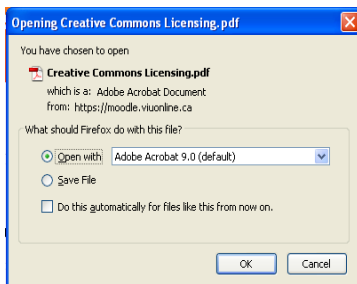 Opening Creative Commons Licensing.pdf
You have chosen to open
Creative Commons Licensing.pdf
which is a: Adobe Acrobat Document
from: https://moodle.viuonline.ca
What should Firefox do with this file?
Open with Adobe Acrobat 9.0 (default)
Save File
Do this automatically for files like this from now on.
OK Cancel